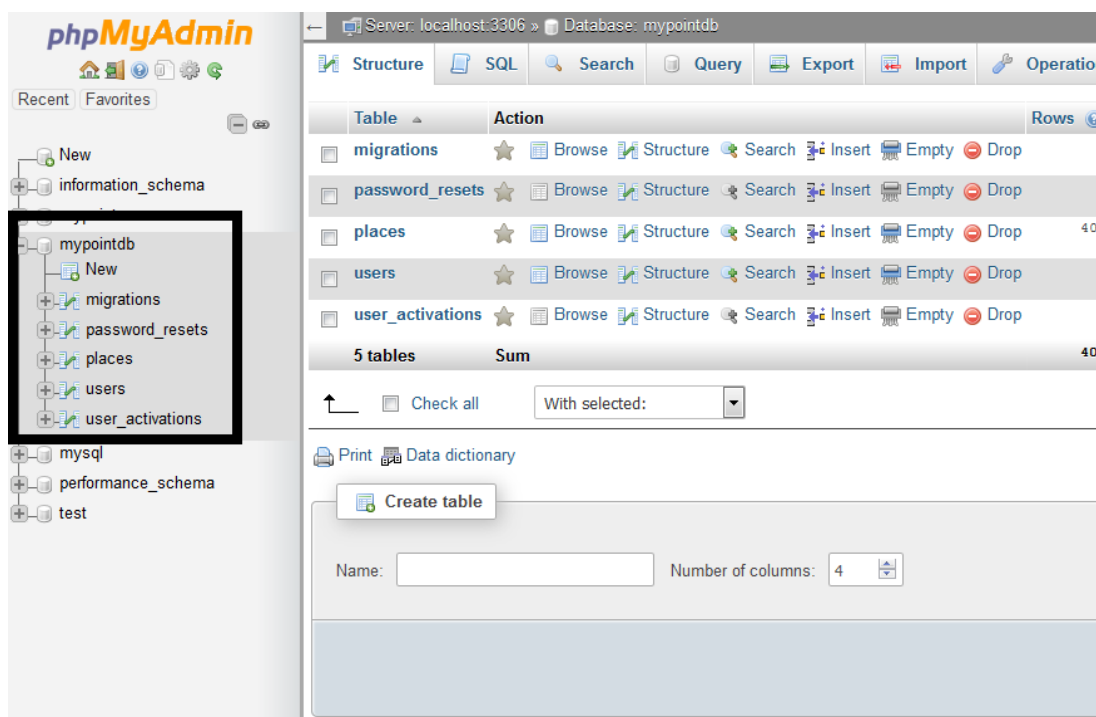 phpMyAdmin
Recent Favorites
New
information_schema
mypointdb
New
migrations
password_resets
places
users
user_activations
mysql
performance_schema
test
Server: localhost:3306 » Database: mypointdb
Structure SQL Search Query Export Import Operatio
Table Action Rows
migrations Browse Structure Search Insert Empty Drop
password_resets Browse Structure Search Insert Empty Drop
places Browse Structure Search Insert Empty Drop 40
users Browse Structure Search Insert Empty Drop
user_activations Browse Structure Search Insert Empty Drop
5 tables Sum 40
Check all With selected:
Print Data dictionary
Create table
Name: Number of columns: 4